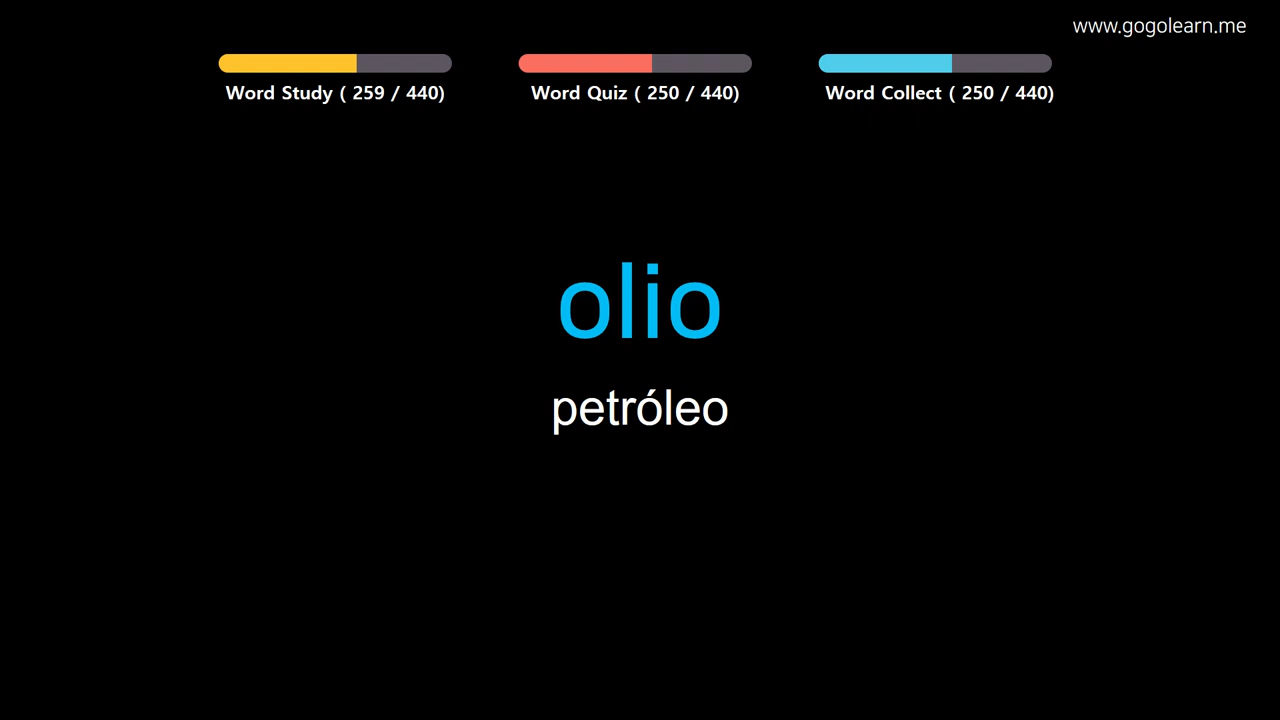 www.gogolearn.me
Word Study ( 259 / 440)
Word Quiz ( 250 / 440)
Word Collect ( 250 / 440)
olio
petróleo